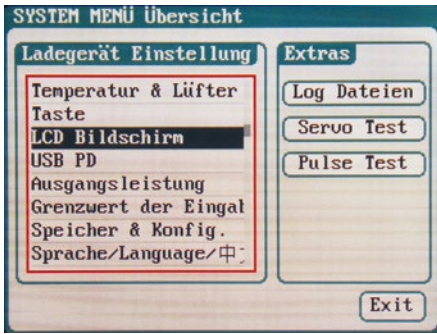 SYSTEM MENÜ Übersicht
Ladegerät Einstellung
Temperatur & Lüfter
Taste
LCD Bildschirm
USB PD
Ausgangsleistung
Grenzwert der Eingab
Speicher & Konfig.
Sprache/Language/中
Extras
Log Dateien
Servo Test
Pulse Test
Exit